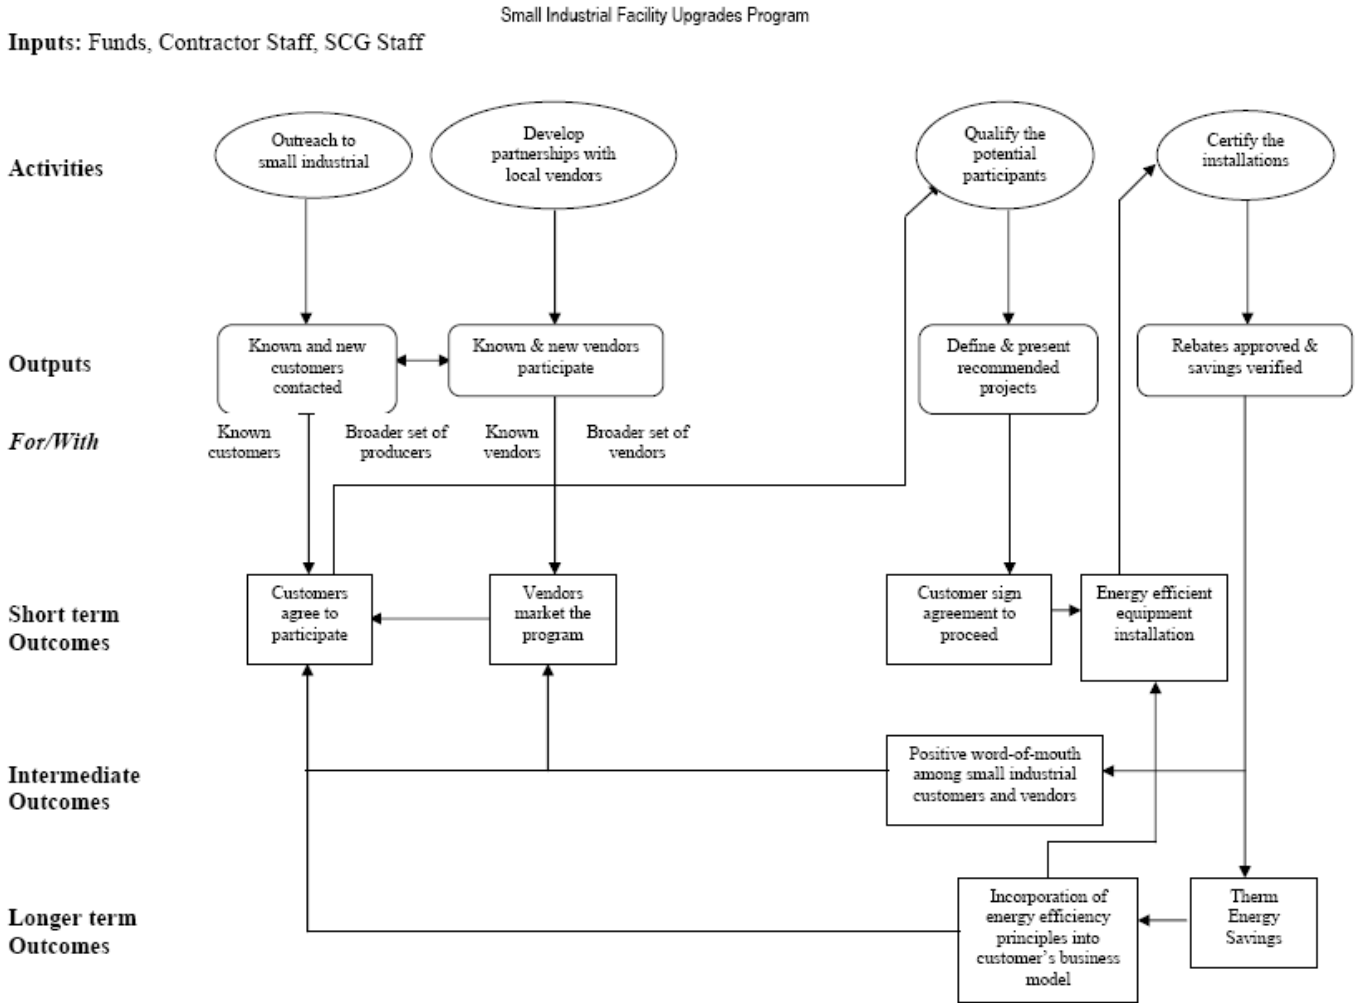 Small Industrial Facility Upgrades Program
Inputs: Funds, Contractor Staff, SCG Staff
Activities
Outreach to
small industrial
Develop
partnerships with
local vendors
Qualify the
potential
participants
Certify the
installations
Outputs
Known and new
customers
contacted
Known & new vendors
participate
Define & present
recommended
projects
Rebates approved &
savings verified
For/With
Known
customers
Broader set of
producers
Known
vendors
Broader set of
vendors
Short term
Outcomes
Customers
agree to
participate
Vendors
market the
program
Customer sign
agreement to
proceed
Energy efficient
equipment
installation
Intermediate
Outcomes
Positive word-of-mouth
among small industrial
customers and vendors
Longer term
Outcomes
Incorporation of
energy efficiency
principles into
customer's business
model
Therm
Energy
Savings